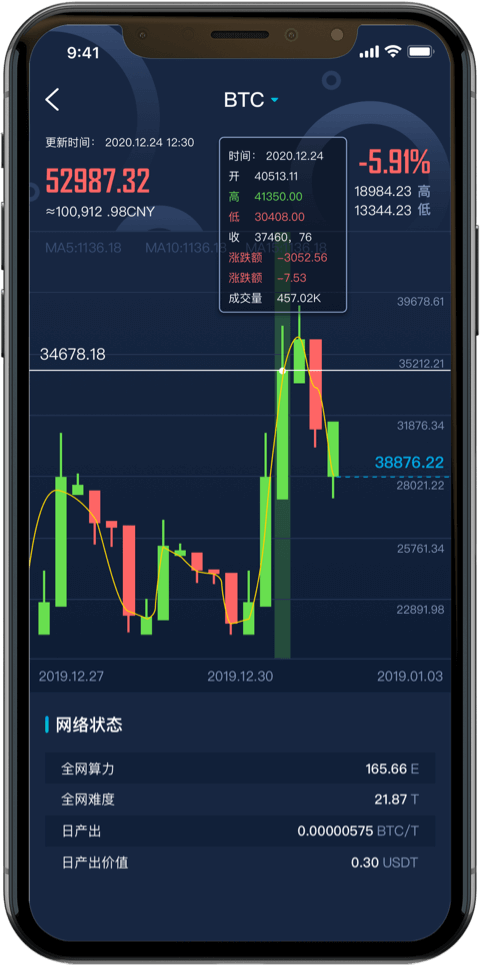 9:41
BTC
更新时间： 2020.12.24 12:30
52987.32
≈100,912 .98CNY
-5.91%
18984.23 高
13344.23 低
时间： 2020.12.24
开 40513.11
高 41350.00
低 30408.00
收 37460，76
涨跌额 -3052.56
涨跌额 -7.53
成交量 457.02K
MA5:1136.18 MA10:1136.18 MA15:1136.18
39678.61
34678.18
35212.21
31876.34
38876.22
28021.22
25761.34
22891.98
2019.12.27 2019.12.30 2019.01.03
网络状态
全网算力 165.66 E
全网难度 21.87 T
日产出 0.00000575 BTC/T
日产出价值 0.30 USDT